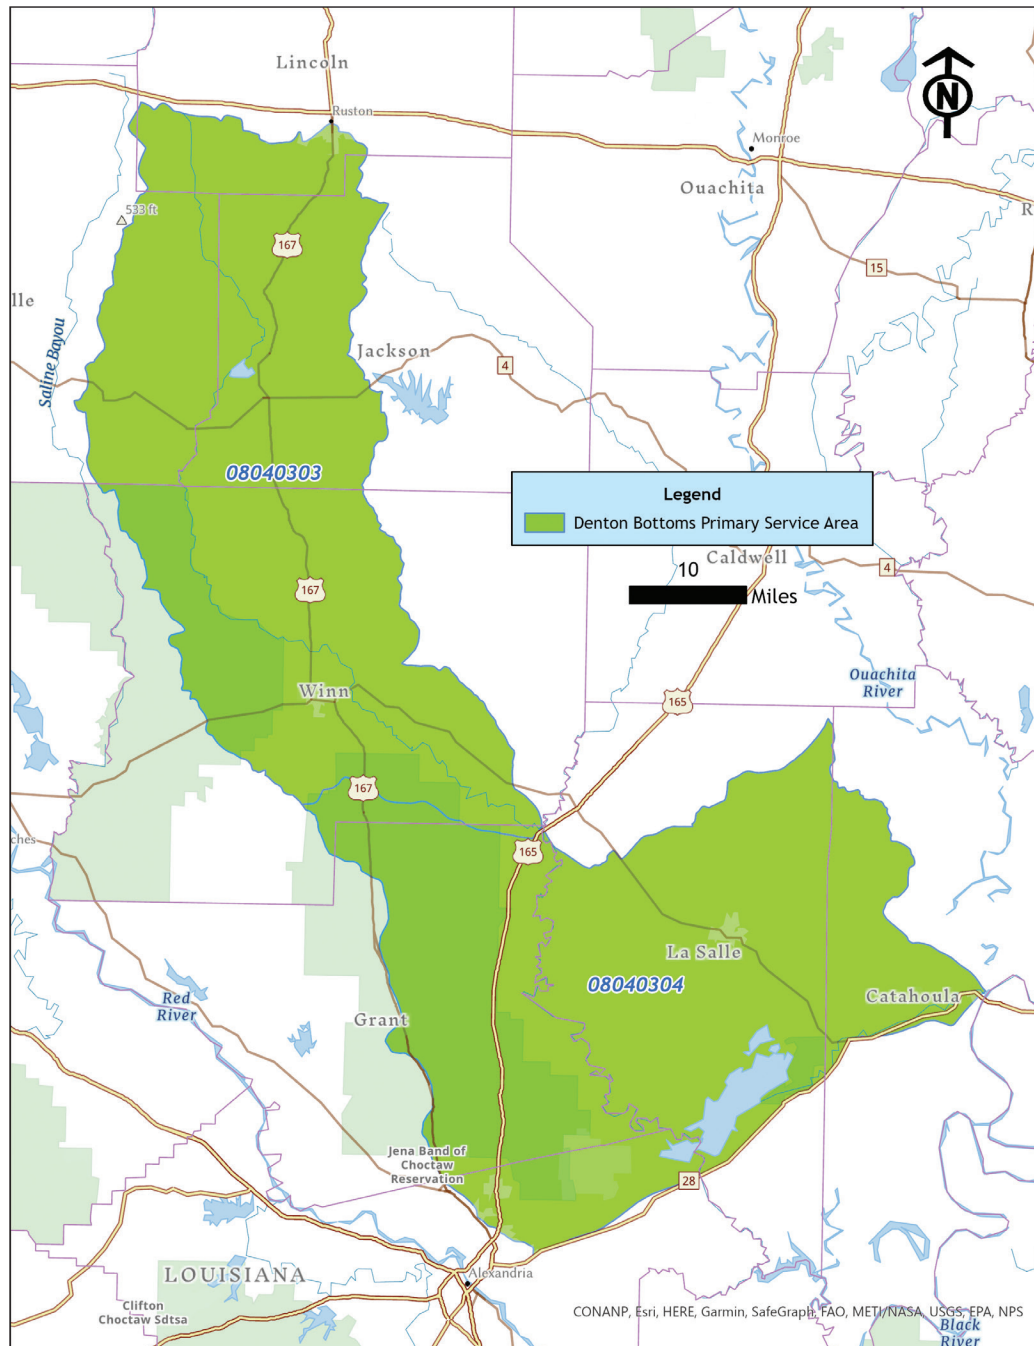 Lincoln
Ruston
N
Monroe
Ouachita
533 ft
R
167
15
lle
Saline Bayou
Jackson
4
08040303
Legend
Denton Bottoms Primary Service Area
Caldwell
4
10
Miles
167
Ouachita
River
Winn
165
167
ches
165
La Salle
08040304
Catahoula
Red
River
Grant
Jena Band of
Choctaw
Reservation
28
LOUISIANA
Alexandria
Clifton
Choctaw Sdtsa
CONANP, Esri, HERE, Garmin, SafeGraph, FAO, METI/NASA, USGS, EPA, NPS
Black
River